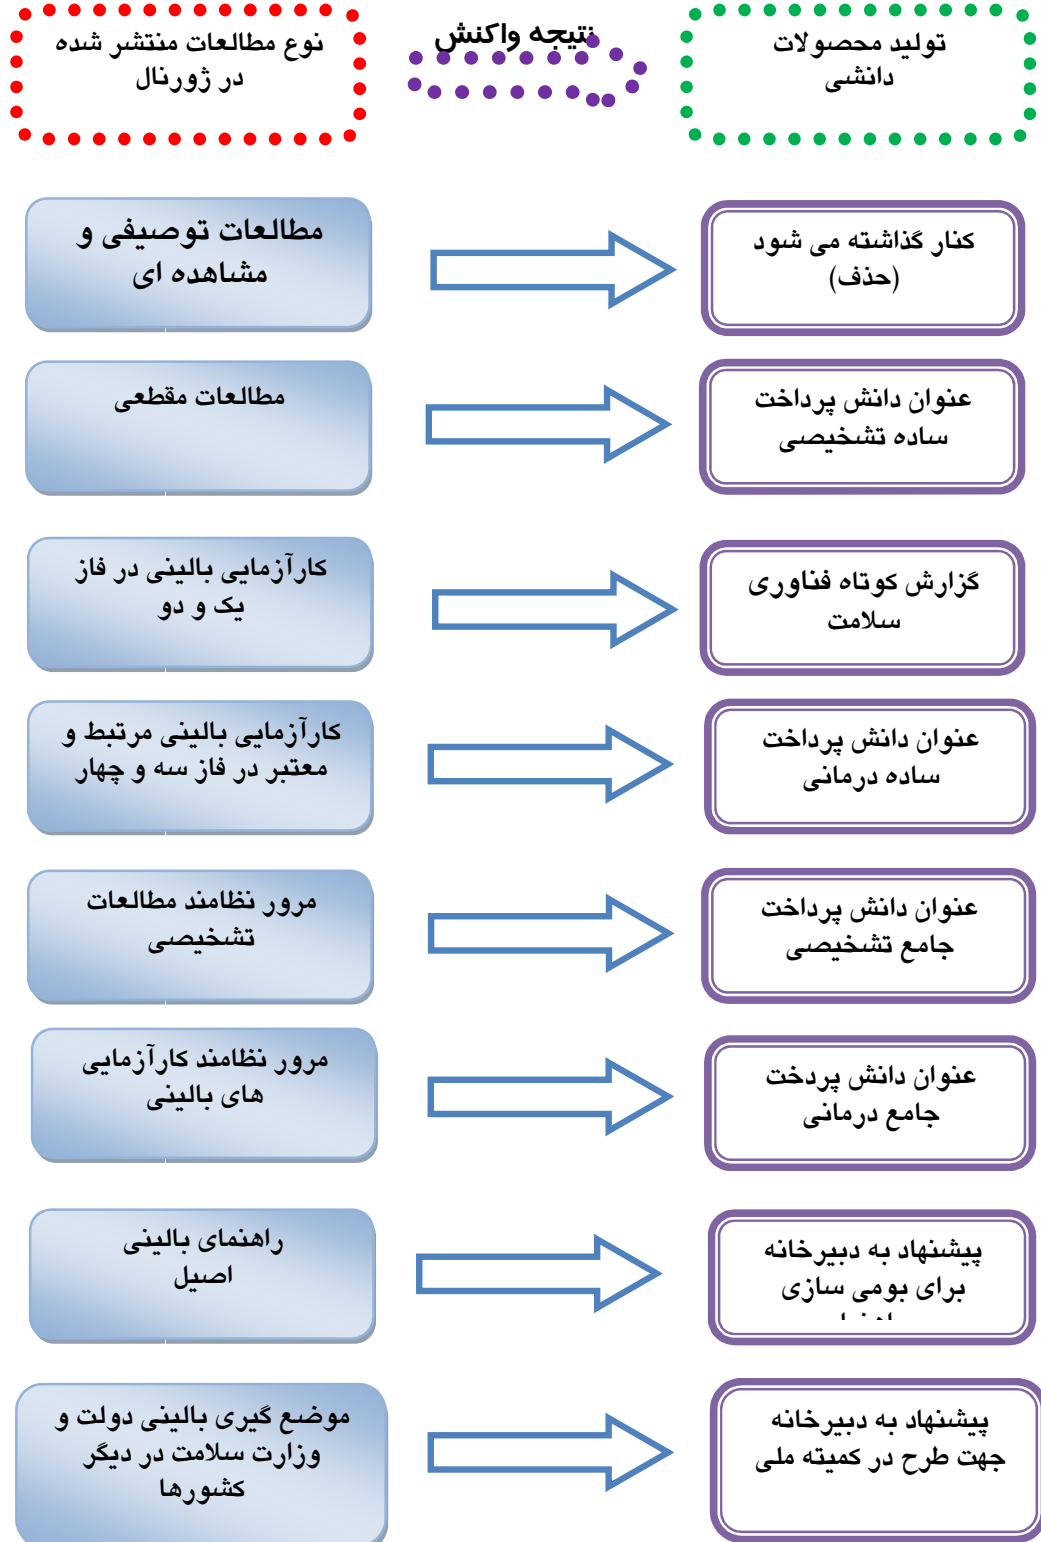 نوع مطالعات منتشر شده
در ژورنال
نتیجه واکنش
تولید محصولات
دانشی
مطالعات توصیفی و
مشاهده ای
کنار گذاشته می شود
(حذف)
مطالعات مقطعی
عنوان دانش پرداخت
ساده تشخیصی
کارآزمایی بالینی در فاز
یک و دو
گزارش کوتاه فناوری
سلامت
کارآزمایی بالینی مرتبط و
معتبر در فاز سه و چهار
عنوان دانش پرداخت
ساده درمانی
مرور نظامند مطالعات
تشخیصی
عنوان دانش پرداخت
جامع تشخیصی
مرور نظامند کارآزمایی
های بالینی
عنوان دانش پردخت
جامع درمانی
راهنمای بالینی
اصیل
پیشنهاد به دبیرخانه
برای بومی سازی
موضع گیری بالینی دولت و
وزارت سلامت در دیگر
کشورها
پیشنهاد به دبیرخانه
جهت طرح در کمیته ملی